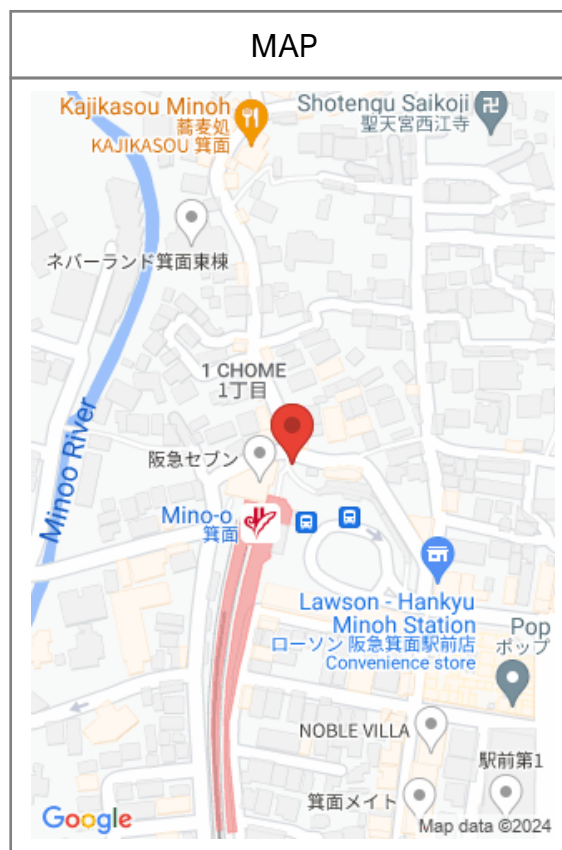 MAP
Kajikasou Minoh
蕎麦処
KAJIKASOU 箕面
Shotengu Saikoji
聖天宮西江寺
卍
ネバーランド箕面東棟
1 CHOME
1丁目
Minoo River
阪急セブン
Mino-o
箕面
Lawson - Hankyu
Minoh Station
ローソン 阪急箕面駅前店
Convenience store
Pop
ポップ
NOBLE VILLA
駅前第1
箕面メイト
Google
Map data ©2024